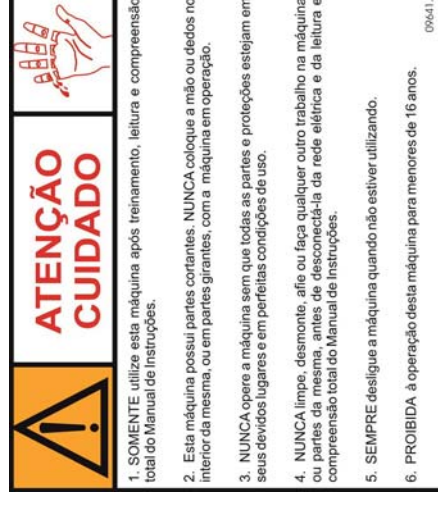 ATENÇÃO
CUIDADO
1. SOMENTE utilize esta máquina após treinamento, leitura e compreensão
total do Manual de Instruções.
2. Esta máquina possui partes cortantes. NUNCA coloque a mão ou dedos no
interior da mesma, ou em partes girantes, com a máquina em operação.
3. NUNCA opere a máquina sem que todas as partes e proteções estejam em
seus devidos lugares e em perfeitas condições de uso.
4. NUNCA limpe, desmonte, afie ou faça qualquer outro trabalho na máquina
ou partes da mesma, antes de desconectá-la da rede elétrica e da leitura e
compreensão total do Manual de Instruções.
5. SEMPRE desligue a máquina quando não estiver utilizando.
6. PROIBIDA à operação desta máquina para menores de 16 anos.
09641.